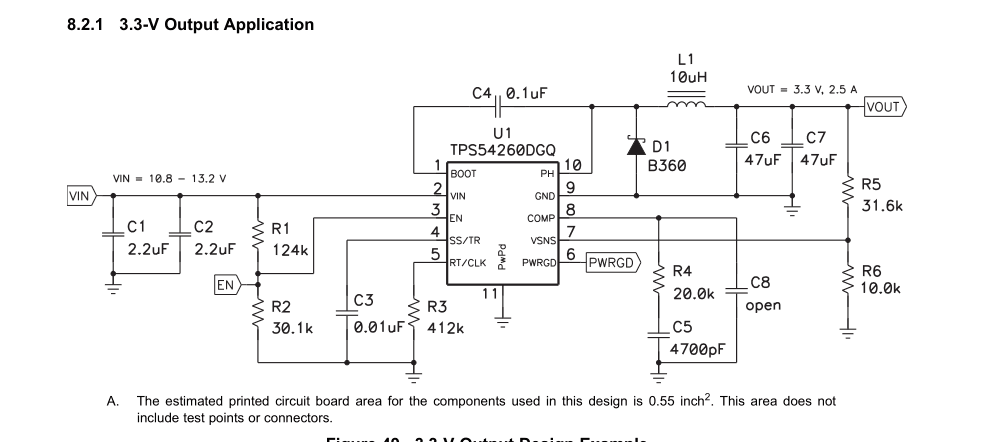 8.2.1 3.3-V Output Application
L1
10uH
C4 0.1uF
VOUT = 3.3 V, 2.5 A
VOUT
U1
TPS54260DGQ
D1
B360
C6
47uF
C7
47uF
1
BOOT
PH
10
VIN = 10.8 - 13.2 V
VIN
2
VIN
GND
9
3
EN
COMP
8
4
SS/TR
VSNS
7
5
RT/CLK
PWRGD
6
PwPd
PWRGD
11
R5
31.6k
C1
2.2uF
C2
2.2uF
R1
124k
EN
R2
30.1k
C3
0.01uF
R3
412k
R4
20.0k
C8
open
R6
10.0k
C5
4700pF
A. The estimated printed circuit board area for the components used in this design is 0.55 inch². This area does not
include test points or connectors.